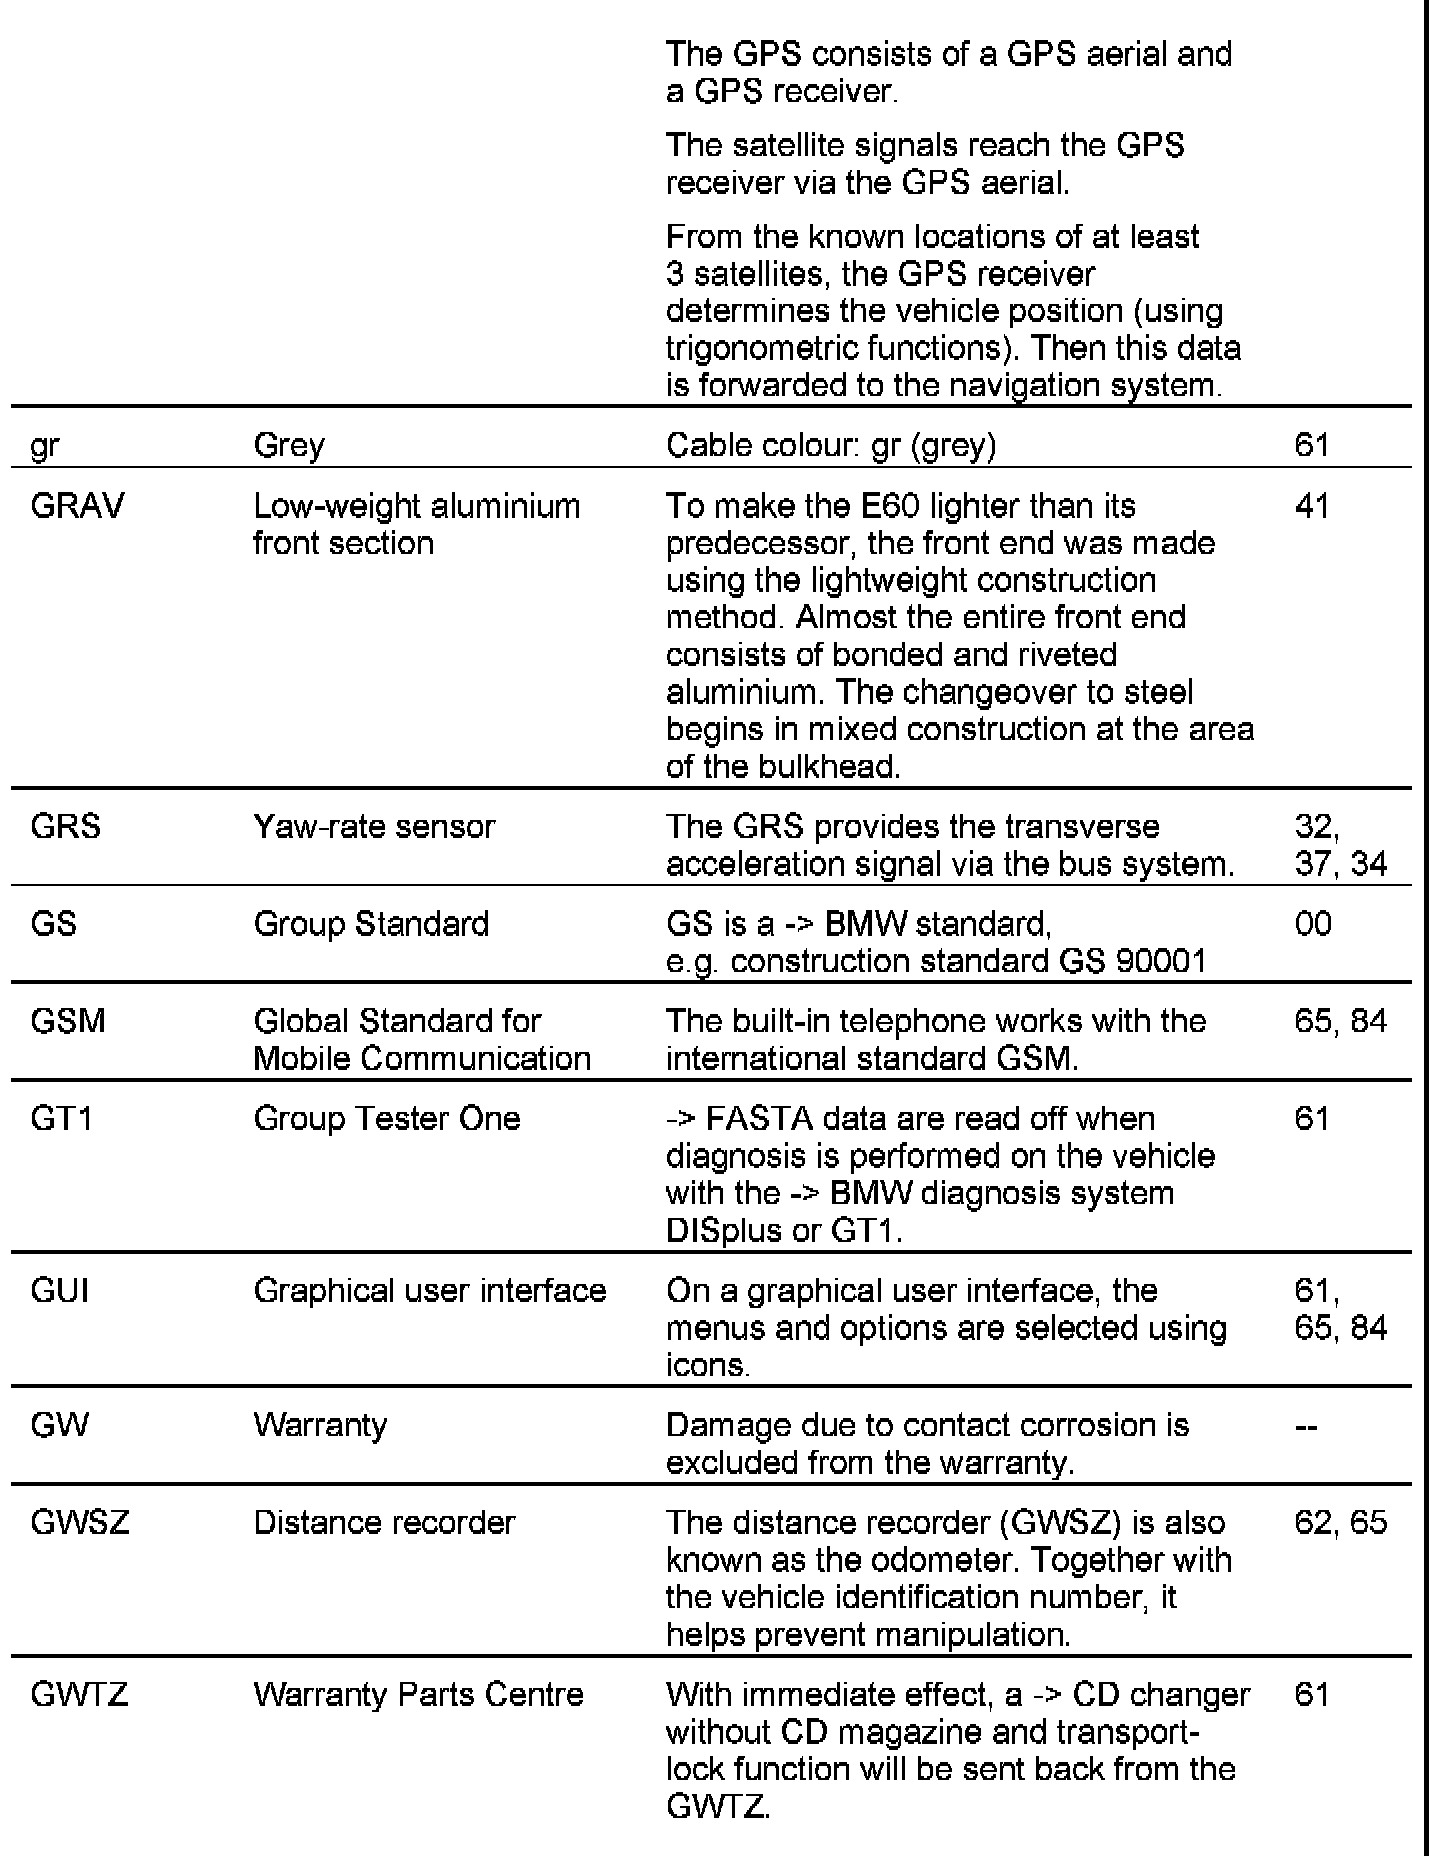 The GPS consists of a GPS aerial and
a GPS receiver.
The satellite signals reach the GPS
receiver via the GPS aerial.
From the known locations of at least
3 satellites, the GPS receiver
determines the vehicle position (using
trigonometric functions). Then this data
is forwarded to the navigation system.
gr Grey Cable colour: gr (grey) 61
GRAV Low-weight aluminium To make the E60 lighter than its 41
front section predecessor, the front end was made
using the lightweight construction
method. Almost the entire front end
consists of bonded and riveted
aluminium. The changeover to steel
begins in mixed construction at the area
of the bulkhead.
GRS Yaw-rate sensor The GRS provides the transverse 32,
acceleration signal via the bus system. 37, 34
GS Group Standard GS is a -> BMW standard, 00
e.g. construction standard GS 90001
GSM Global Standard for The built-in telephone works with the 65, 84
Mobile Communication international standard GSM.
GT1 Group Tester One -> FASTA data are read off when 61
diagnosis is performed on the vehicle
with the -> BMW diagnosis system
DISplus or GT1.
GUI Graphical user interface On a graphical user interface, the 61,
menus and options are selected using 65, 84
icons.
GW Warranty Damage due to contact corrosion is --
excluded from the warranty.
GWSZ Distance recorder The distance recorder (GWSZ) is also 62, 65
known as the odometer. Together with
the vehicle identification number, it
helps prevent manipulation.
GWTZ Warranty Parts Centre With immediate effect, a -> CD changer 61
without CD magazine and transport-
lock function will be sent back from the
GWTZ.